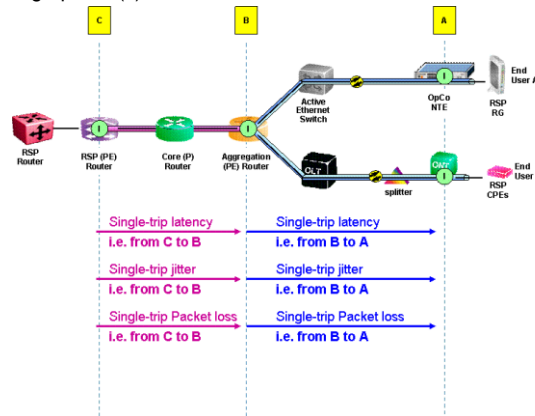 C
B
A
I
I
I
I
RSP
Router
RSP (PE)
Router
Core (P)
Router
Aggregation
(PE) Router
Active
Ethernet
Switch
OpCo
NTE
RSP
RG
End
User A
OLT
splitter
ONT
RSP
CPEs
End
User
Single-trip latency
i.e. from C to B
Single-trip latency
i.e. from B to A
Single-trip jitter
i.e. from C to B
Single-trip jitter
i.e. from B to A
Single-trip Packet loss
i.e. from C to B
Single-trip Packet loss
i.e. from B to A